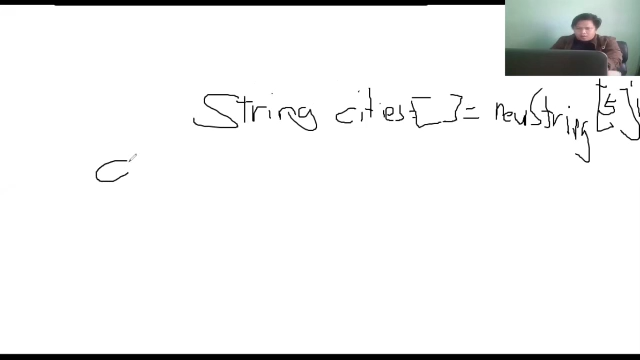 String cities[] = new String[5];
c